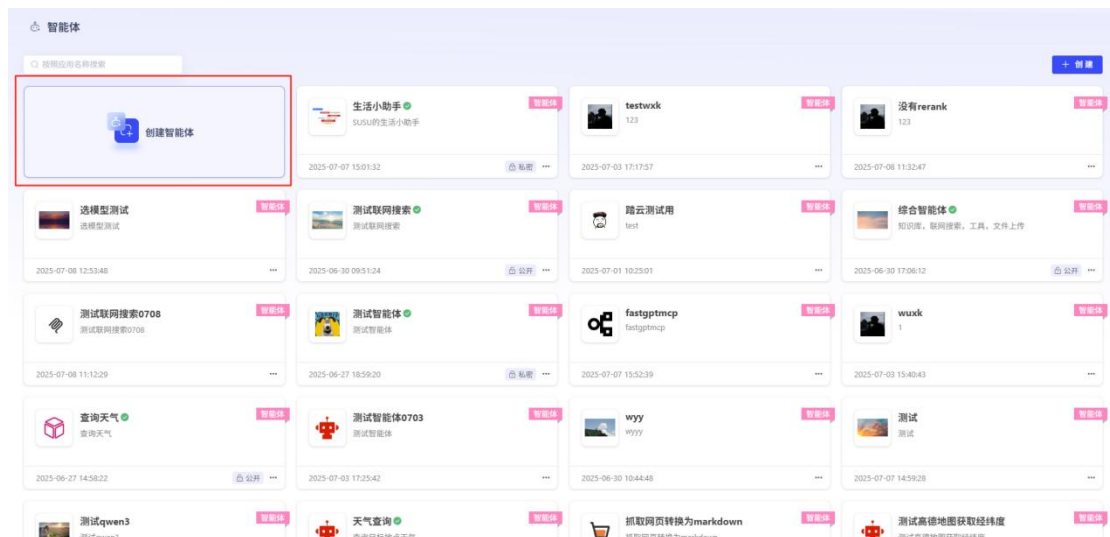 智能体
按照应用名称搜索
+ 创建
创建智能体
生活小助手
智能体
SUSU的生活小助手
2025-07-07 15:01:32
私密
testwxk
智能体
123
2025-07-03 17:17:57
没有rerank
智能体
123
2025-07-08 11:32:47
选模型测试
智能体
选模型测试
2025-07-08 12:53:48
测试联网搜索
智能体
测试联网搜索
2025-06-30 09:51:24
公开
踏云测试用
智能体
test
2025-07-01 10:25:01
综合智能体
智能体
知识库，联网搜索，工具，文件上传
2025-06-30 17:06:12
公开
测试联网搜索0708
智能体
测试联网搜索0708
2025-07-08 11:12:29
测试智能体
智能体
测试智能体
2025-06-27 18:59:20
私密
fastgptmcp
智能体
fastgptmcp
2025-07-07 15:52:39
wuxk
智能体
1
2025-07-03 15:40:43
查询天气
智能体
查询天气
2025-06-27 14:58:22
公开
测试智能体0703
智能体
测试智能体
2025-07-03 17:25:42
wyy
智能体
wyyy
2025-06-30 10:44:48
测试
智能体
测试
2025-07-07 14:59:28
测试qwen3
智能体
天气查询
智能体
抓取网页转换为markdown
智能体
测试高德地图获取经纬度
智能体